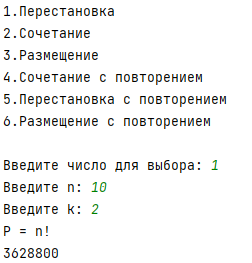 1.Перестановка
2.Сочетание
3.Размещение
4.Сочетание с повторением
5.Перестановка с повторением
6.Размещение с повторением
Введите число для выбора: 1
Введите n: 10
Введите k: 2
P = n!
3628800